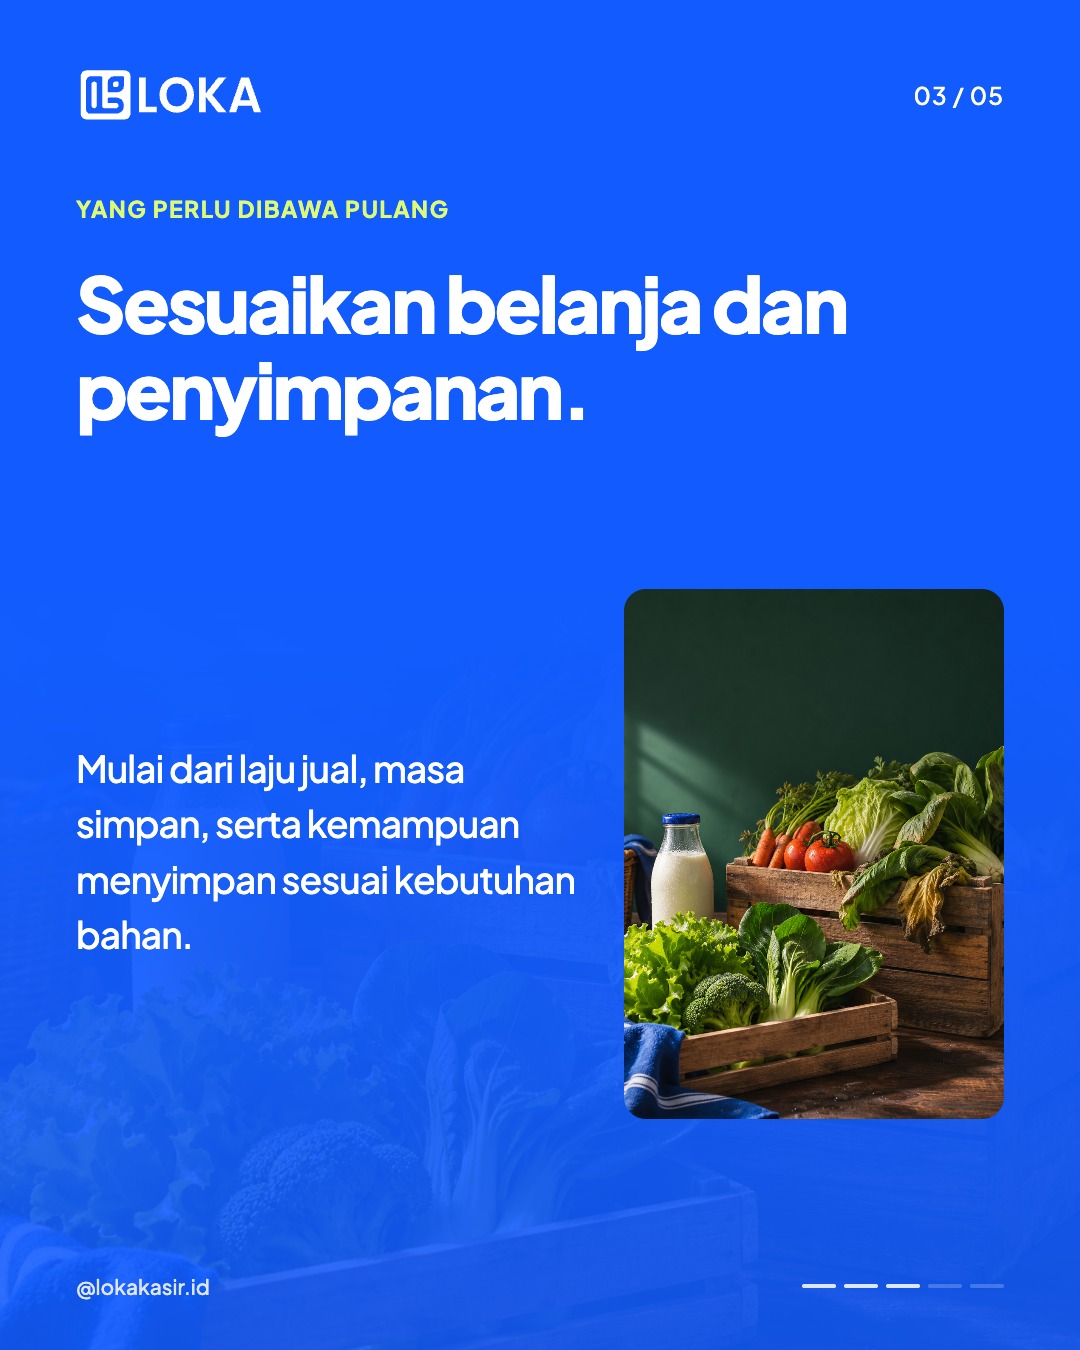 LOKA
03 / 05
YANG PERLU DIBAWA PULANG
Sesuaikan belanja dan
penyimpanan.
Mulai dari laju jual, masa
simpan, serta kemampuan
menyimpan sesuai kebutuhan
bahan.
@lokakasir.id